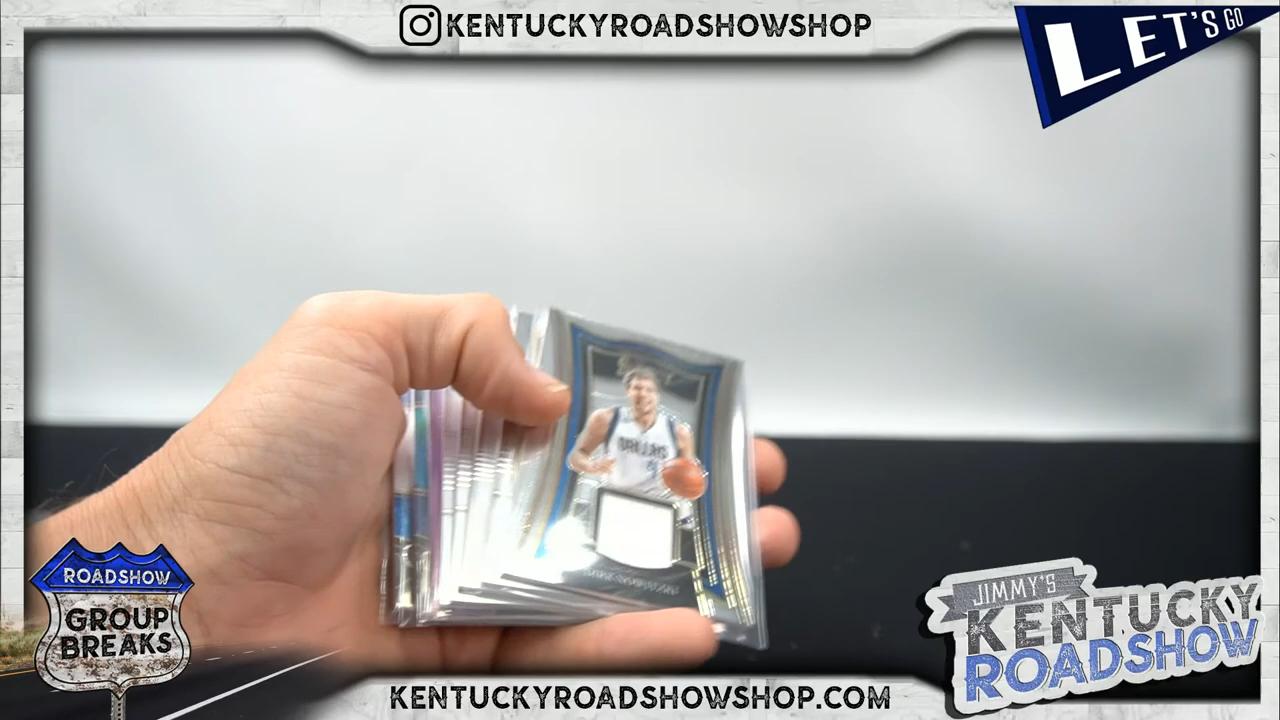 KENTUCKYROADSHOWSHOP
LET'S GO
DALLAS
ROADSHOW
GROUP
BREAKS
JIMMY'S
KENTUCKY
ROADSHOW
KENTUCKYROADSHOWSHOP.COM